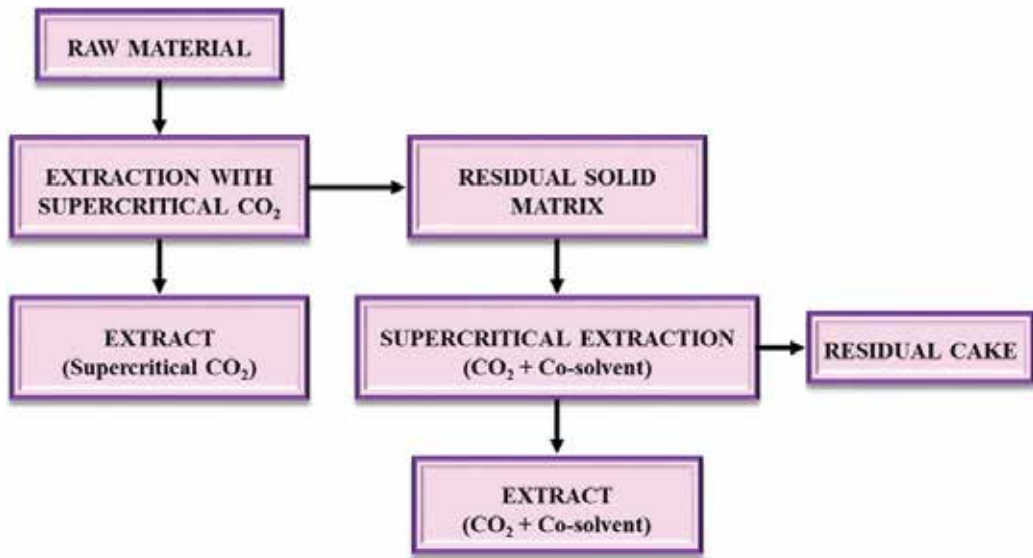 RAW MATERIAL
EXTRACTION WITH
SUPERCRITICAL CO₂
RESIDUAL SOLID
MATRIX
EXTRACT
(Supercritical CO₂)
SUPERCRITICAL EXTRACTION
(CO₂ + Co-solvent)
RESIDUAL CAKE
EXTRACT
(CO₂ + Co-solvent)